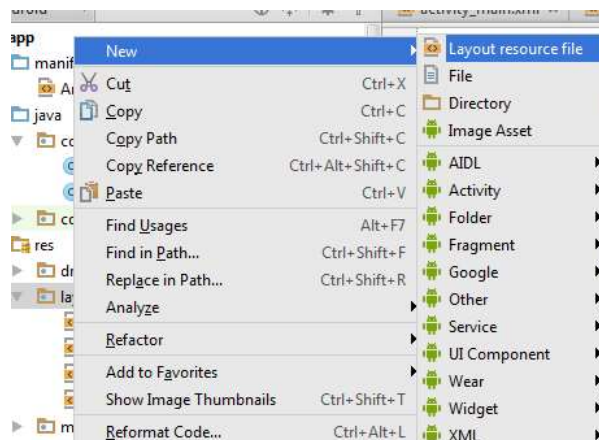 activity_main.xml
app
manif
java
res
m
New
Cut Ctrl+X
Copy Ctrl+C
Copy Path Ctrl+Shift+C
Copy Reference Ctrl+Alt+Shift+C
Paste Ctrl+V
Find Usages Alt+F7
Find in Path... Ctrl+Shift+F
Replace in Path... Ctrl+Shift+R
Analyze
Refactor
Add to Favorites
Show Image Thumbnails Ctrl+Shift+T
Reformat Code... Ctrl+Alt+L
Layout resource file
File
Directory
Image Asset
AIDL
Activity
Folder
Fragment
Google
Other
Service
UI Component
Wear
Widget
XML